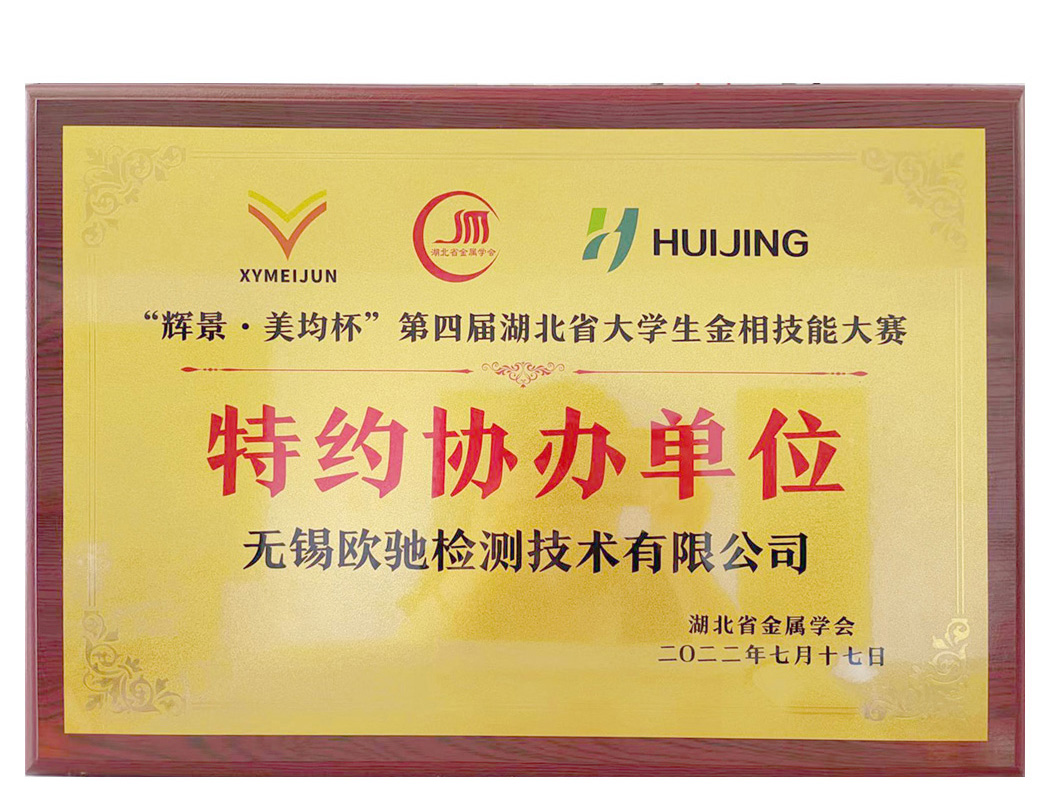 XYMEIJUN
JM
湖北省金属学会
HUIJING
“辉景·美均杯”第四届湖北省大学生金相技能大赛
特约协办单位
无锡欧驰检测技术有限公司
湖北省金属学会
二〇二二年七月十七日